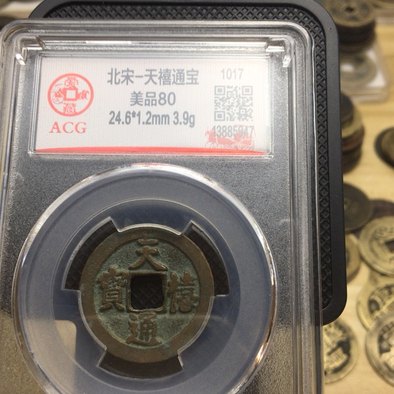 北宋-天禧通宝
1017
美品80
24.6*1.2mm 3.9g
ACG
天
寶 禧
通